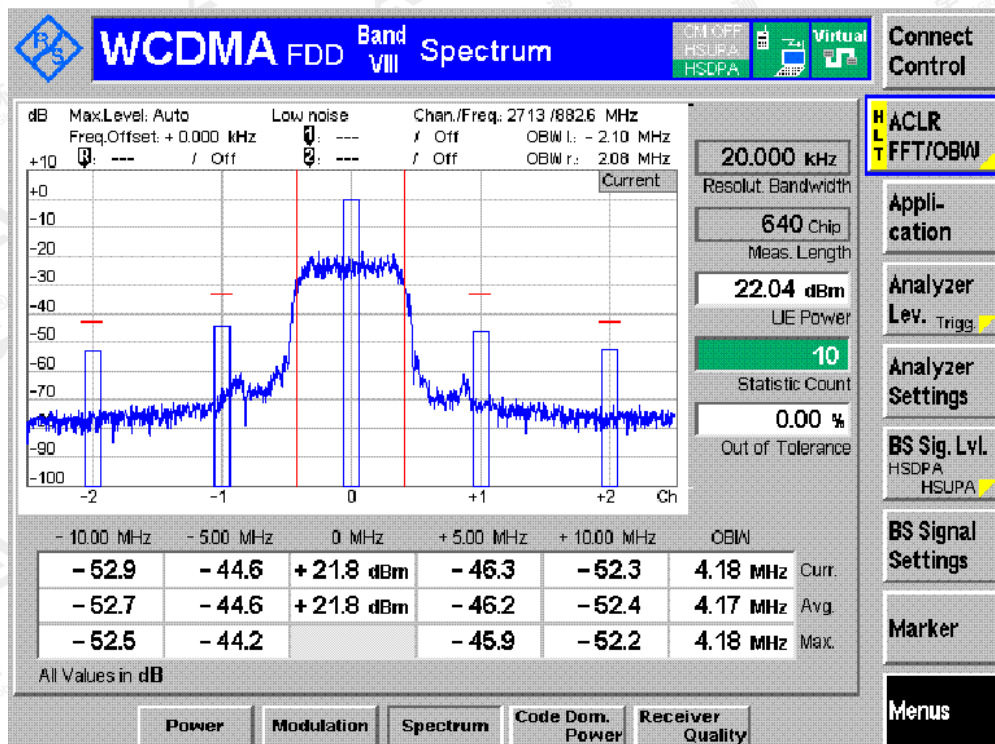 R&S
WCDMA FDD Band VIII Spectrum
CM OFF
HSUPA
HSDPA
Virtual
Connect Control
dB Max.Level: Auto Low noise Chan./Freq.: 2713 /882.6 MHz
Freq.Offset: + 0.000 kHz 1: --- / Off OBW l.: - 2.10 MHz
R: --- / Off 2: --- / Off OBW r.: 2.08 MHz
Current
+10
+0
-10
-20
-30
-40
-50
-60
-70
-80
-90
-100
-2 -1 0 +1 +2 Ch
20.000 kHz
Resolut. Bandwidth
640 Chip
Meas. Length
22.04 dBm
UE Power
10
Statistic Count
0.00 %
Out of Tolerance
- 10.00 MHz - 5.00 MHz 0 MHz + 5.00 MHz + 10.00 MHz OBW
- 52.9 - 44.6 + 21.8 dBm - 46.3 - 52.3 4.18 MHz Curr.
- 52.7 - 44.6 + 21.8 dBm - 46.2 - 52.4 4.17 MHz Avg.
- 52.5 - 44.2 - 45.9 - 52.2 4.18 MHz Max.
All Values in dB
HLT
ACLR
FFT/OBW
Appli-
cation
Analyzer
Lev. Trigg.
Analyzer
Settings
BS Sig. Lvl.
HSDPA
HSUPA
BS Signal
Settings
Marker
Menus
Power
Modulation
Spectrum
Code Dom.
Power
Receiver
Quality